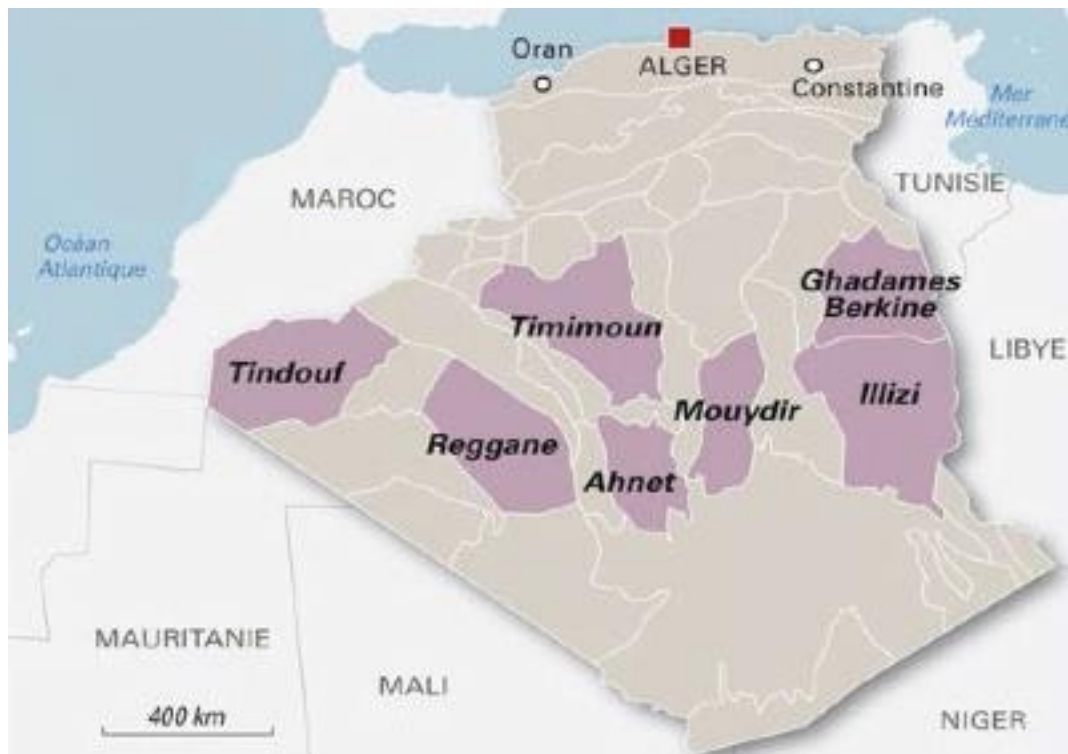 Oran
ALGER
Constantine
Mer
Méditerrané
TUNISIE
MAROC
Océan
Atlantique
Ghadames
Berkine
Timimoun
LIBYE
Tindouf
Illizi
Mouydir
Reggane
Ahnet
MAURITANIE
MALI
400 km
NIGER